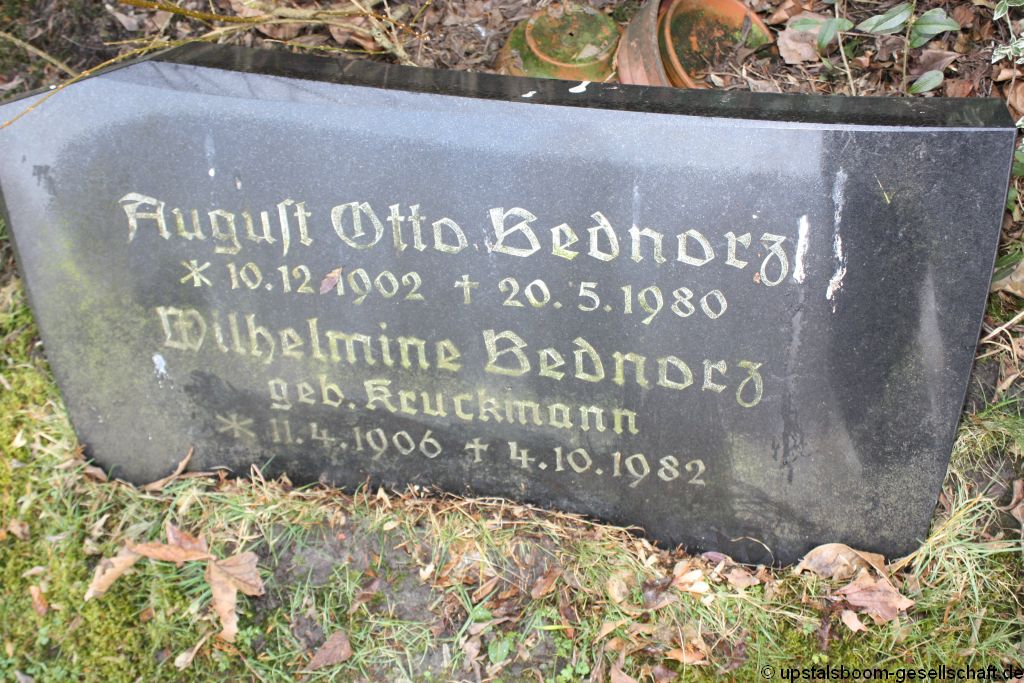 August Otto Bednorz
* 10.12.1902 † 20.5.1980
Wilhelmine Bednorz
geb. Kruckmann
* 11.4.1906 † 4.10.1982
© upstalsboom-gesellschaft.de